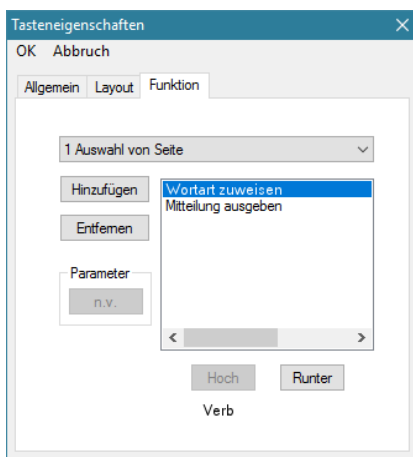 Tasteneigenschaften
OK Abbruch
Allgemein Layout Funktion
1 Auswahl von Seite
Hinzufügen
Wortart zuweisen
Mitteilung ausgeben
Entfernen
Parameter
n.v.
Hoch Runter
Verb